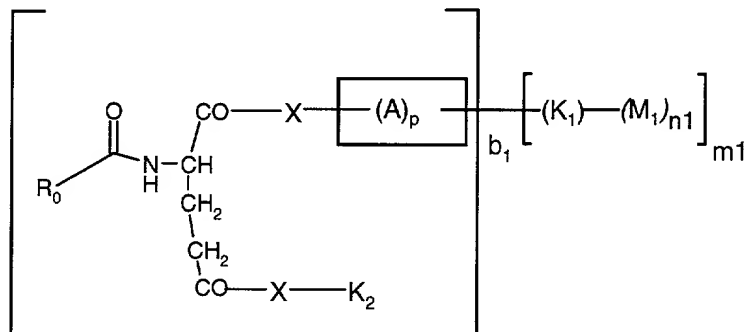 O CO—X—(A)p (K₁)—(M₁)n1
b₁ m1
R₀ N—CH
H
CH₂
CH₂
CO—X—K₂